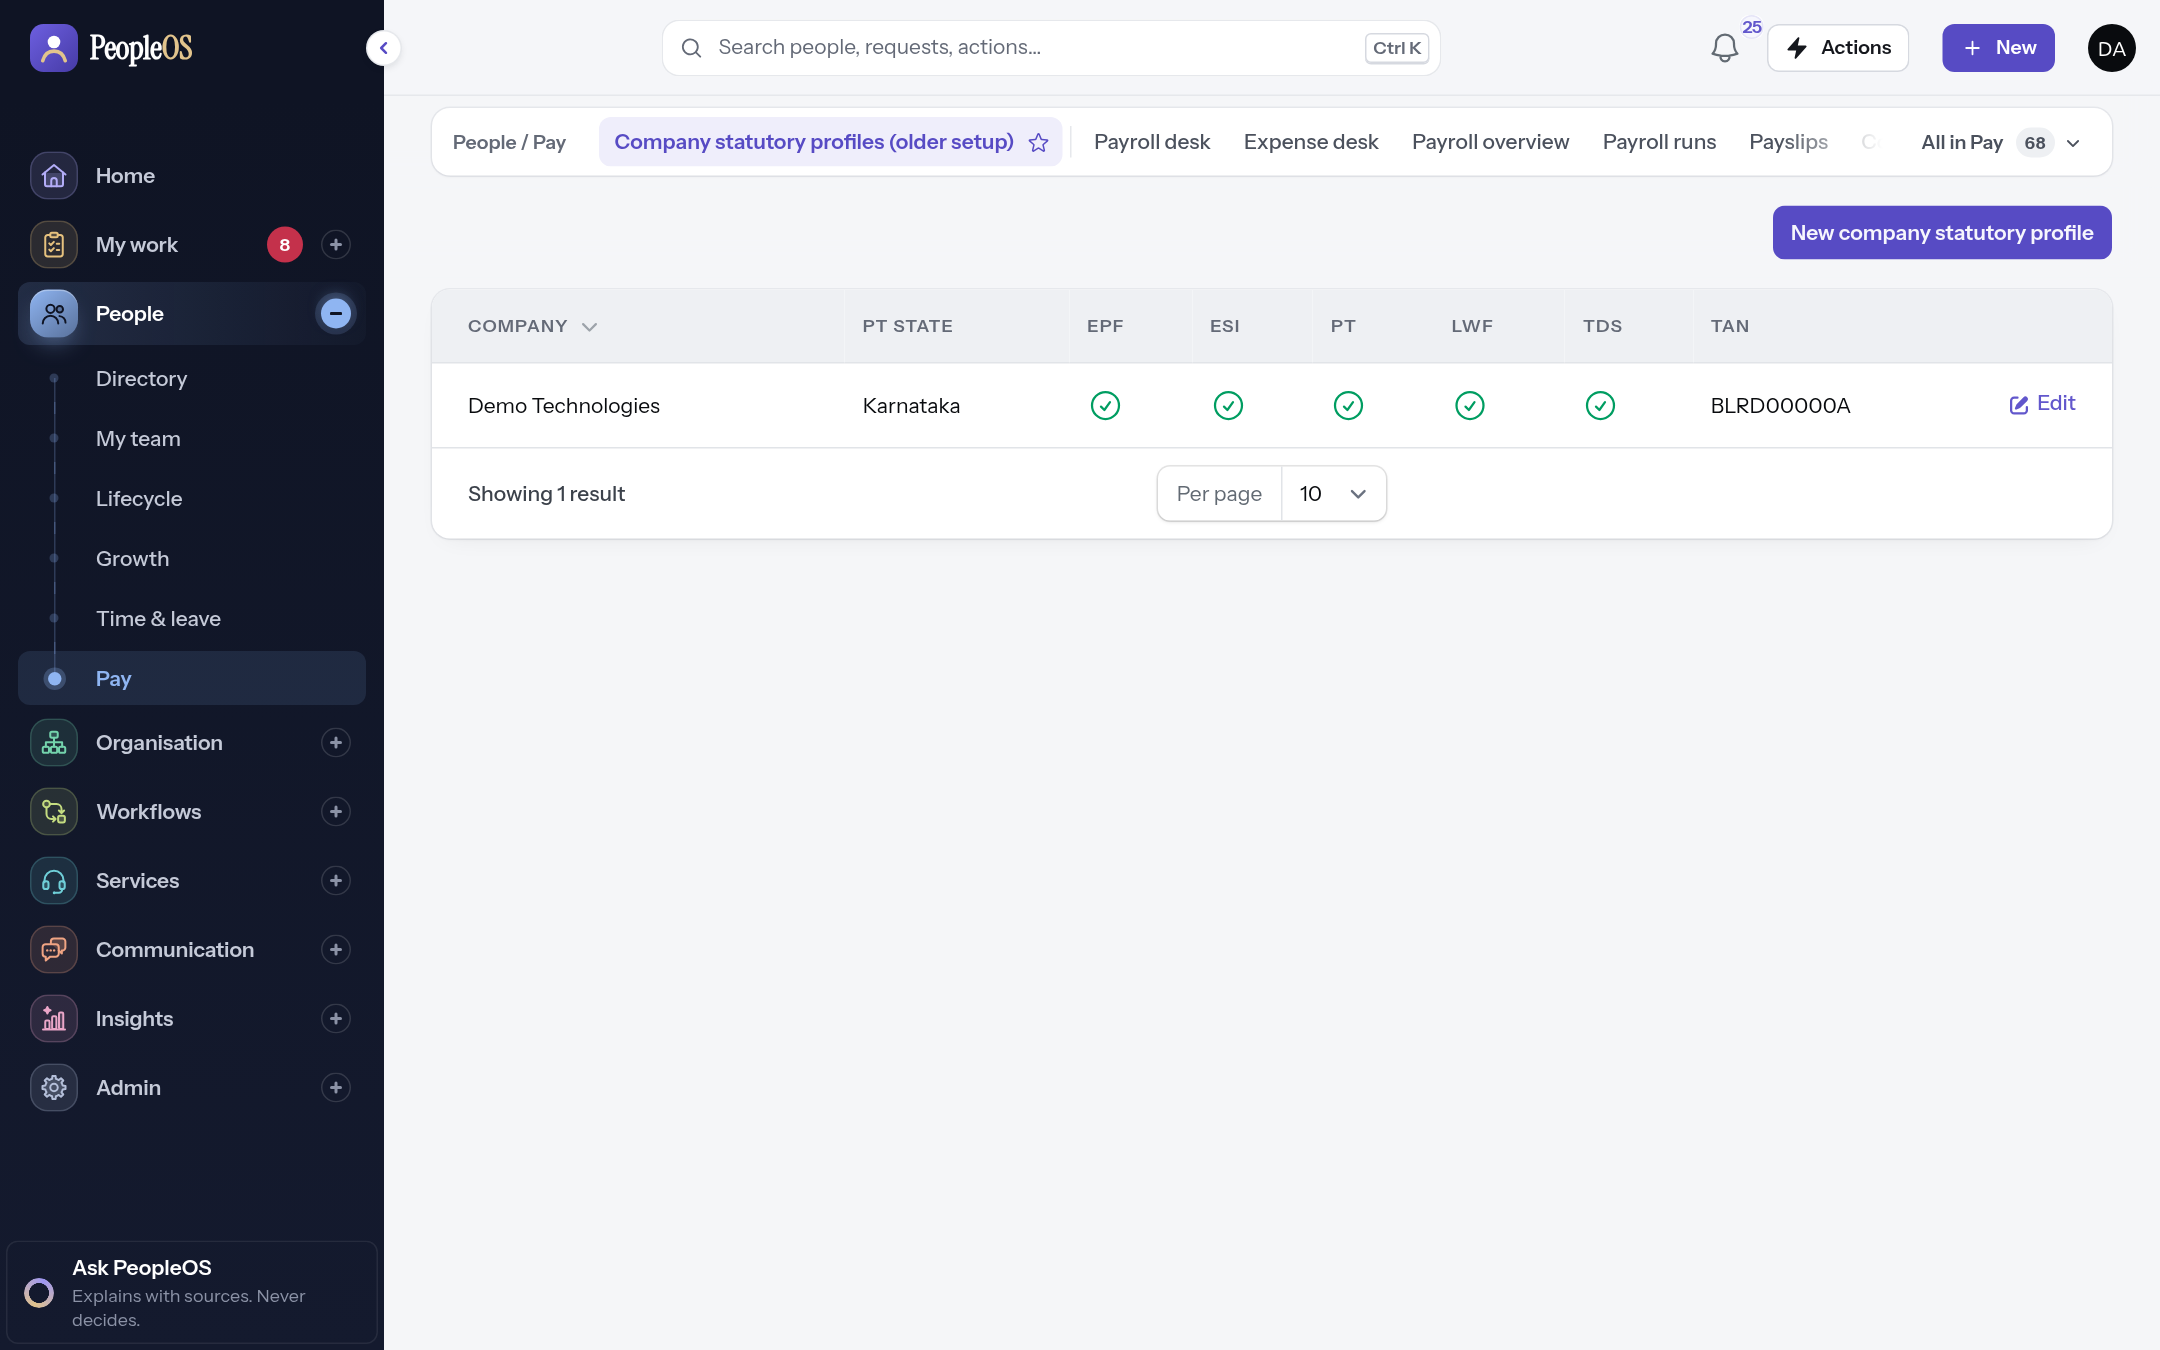 PeopleOS
Search people, requests, actions...
Ctrl K
25
Actions
New
DA
Home
My work
8
People
Directory
My team
Lifecycle
Growth
Time & leave
Pay
Organisation
Workflows
Services
Communication
Insights
Admin
Ask PeopleOS
Explains with sources. Never
decides.
People / Pay
Company statutory profiles (older setup)
Payroll desk
Expense desk
Payroll overview
Payroll runs
Payslips
All in Pay
68
New company statutory profile
COMPANY PT STATE EPF ESI PT LWF TDS TAN
Demo Technologies Karnataka BLRD00000A Edit
Showing 1 result
Per page 10